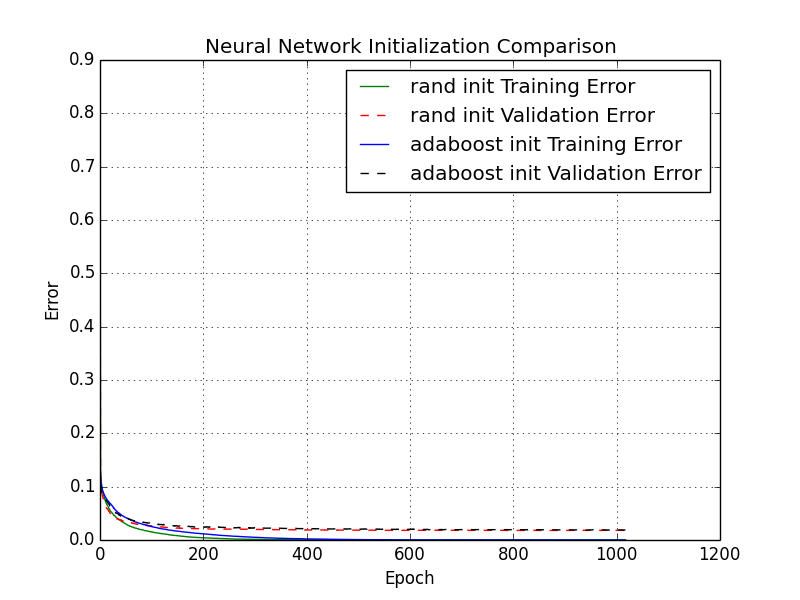 Neural Network Initialization Comparison
0.9
0.8
0.7
0.6
0.5
0.4
0.3
0.2
0.1
0.0
Error
rand init Training Error
rand init Validation Error
adaboost init Training Error
adaboost init Validation Error
0 200 400 600 800 1000 1200
Epoch